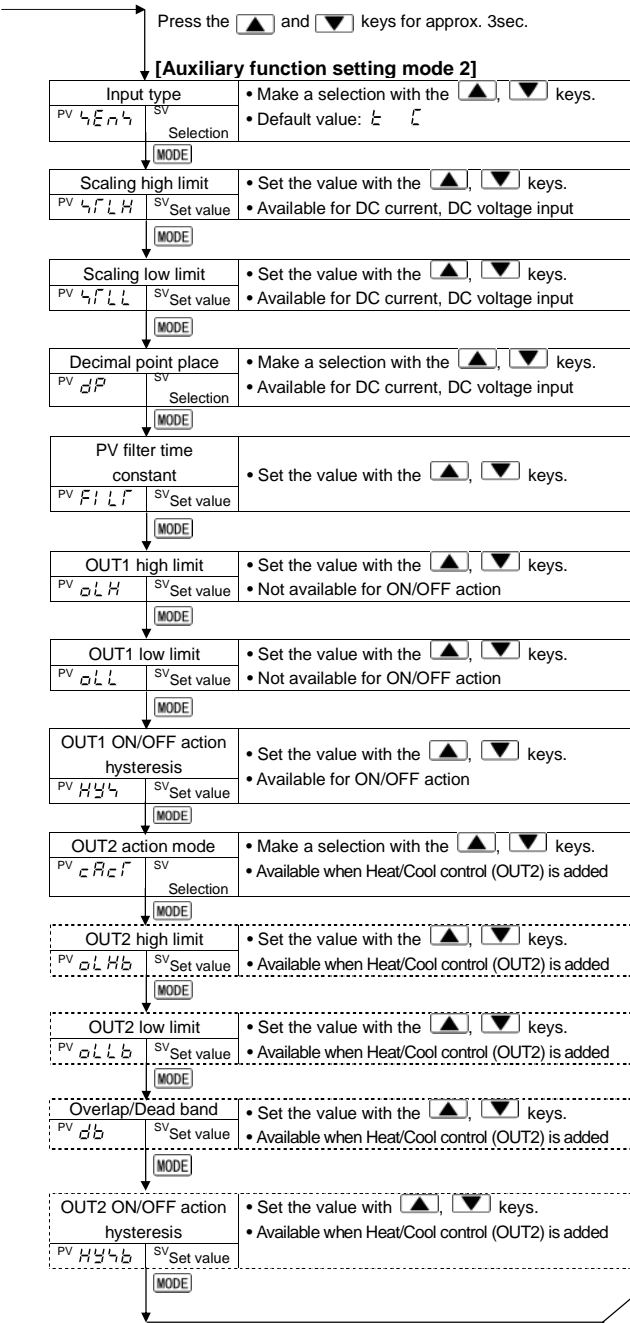 Press the ▲ and ▼ keys for approx. 3sec.
[Auxiliary function setting mode 2]
Input type
PV SEnS SV Selection
• Make a selection with the ▲, ▼ keys.
• Default value: E C
MODE
Scaling high limit
PV SrLH SV Set value
• Set the value with the ▲, ▼ keys.
• Available for DC current, DC voltage input
MODE
Scaling low limit
PV SrLL SV Set value
• Set the value with the ▲, ▼ keys.
• Available for DC current, DC voltage input
MODE
Decimal point place
PV dP SV Selection
• Make a selection with the ▲, ▼ keys.
• Available for DC current, DC voltage input
MODE
PV filter time
constant
PV FILT SV Set value
• Set the value with the ▲, ▼ keys.
MODE
OUT1 high limit
PV oLH SV Set value
• Set the value with the ▲, ▼ keys.
• Not available for ON/OFF action
MODE
OUT1 low limit
PV oLL SV Set value
• Set the value with the ▲, ▼ keys.
• Not available for ON/OFF action
MODE
OUT1 ON/OFF action
hysteresis
PV HYS SV Set value
• Set the value with the ▲, ▼ keys.
• Available for ON/OFF action
MODE
OUT2 action mode
PV cAcT SV Selection
• Make a selection with the ▲, ▼ keys.
• Available when Heat/Cool control (OUT2) is added
MODE
OUT2 high limit
PV oLHb SV Set value
• Set the value with the ▲, ▼ keys.
• Available when Heat/Cool control (OUT2) is added
MODE
OUT2 low limit
PV oLLb SV Set value
• Set the value with the ▲, ▼ keys.
• Available when Heat/Cool control (OUT2) is added
MODE
Overlap/Dead band
PV db SV Set value
• Set the value with the ▲, ▼ keys.
• Available when Heat/Cool control (OUT2) is added
MODE
OUT2 ON/OFF action
hysteresis
PV HYSb SV Set value
• Set the value with ▲, ▼ keys.
• Available when Heat/Cool control (OUT2) is added
MODE